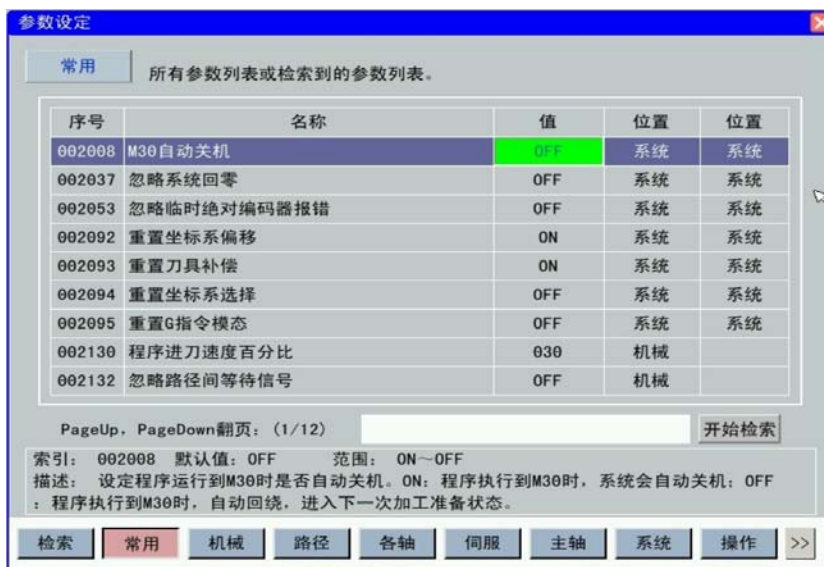 参数设定
常用
所有参数列表或检索到的参数列表。
序号 名称 值 位置 位置
002008 M30自动关机 OFF 系统 系统
002037 忽略系统回零 OFF 系统 系统
002053 忽略临时绝对编码器报错 OFF 系统 系统
002092 重置坐标系偏移 ON 系统 系统
002093 重置刀具补偿 ON 系统 系统
002094 重置坐标系选择 OFF 系统 系统
002095 重置G指令模态 OFF 系统 系统
002130 程序进刀速度百分比 030 机械
002132 忽略路径间等待信号 OFF 机械
PageUp，PageDown翻页：(1/12) 开始检索
索引： 002008 默认值：OFF 范围： ON～OFF
描述： 设定程序运行到M30时是否自动关机。ON：程序执行到M30时，系统会自动关机；OFF
：程序执行到M30时，自动回绕，进入下一次加工准备状态。
检索 常用 机械 路径 各轴 伺服 主轴 系统 操作 >>